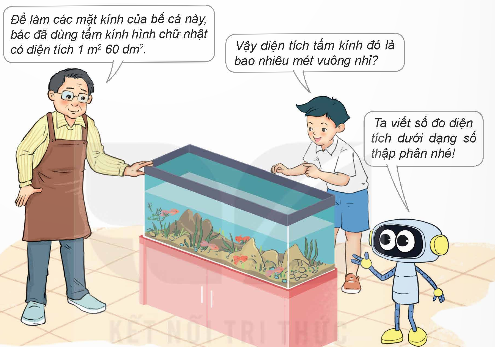 Để làm các mặt kính của bể cá này,
bác đã dùng tấm kính hình chữ nhật
có diện tích 1 m² 60 dm².
Vậy diện tích tấm kính đó là
bao nhiêu mét vuông nhỉ?
Ta viết số đo diện
tích dưới dạng số
thập phân nhé!
KẾT NỐI TRI THỨC